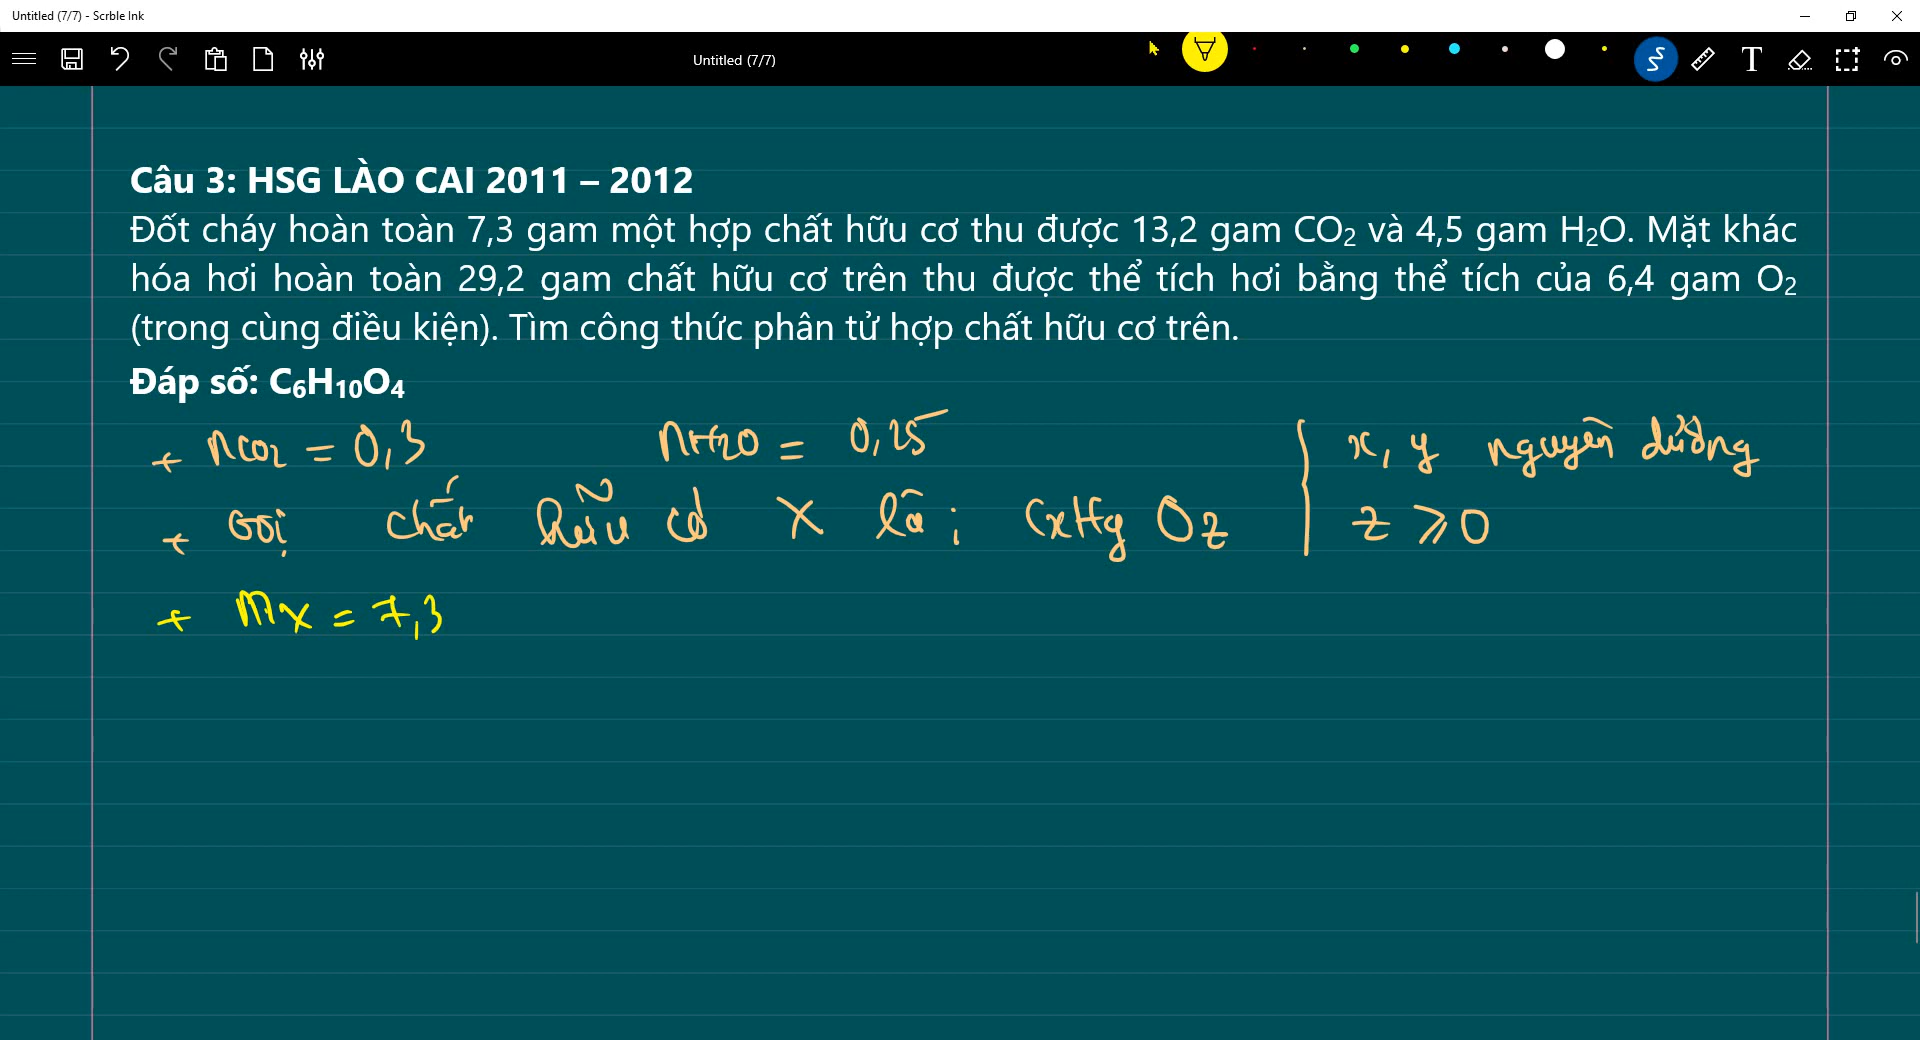 Untitled (7/7) - Scrble Ink
Untitled (7/7)
T
Câu 3: HSG LÀO CAI 2011 – 2012
Đốt cháy hoàn toàn 7,3 gam một hợp chất hữu cơ thu được 13,2 gam CO₂ và 4,5 gam H₂O. Mặt khác
hóa hơi hoàn toàn 29,2 gam chất hữu cơ trên thu được thể tích hơi bằng thể tích của 6,4 gam O₂
(trong cùng điều kiện). Tìm công thức phân tử hợp chất hữu cơ trên.
Đáp số: C₆H₁₀O₄
+ nCO2 = 0,3 nH2O = 0,25 { x, y nguyên dương
+ Gọi chất hữu cơ X là : CxHy Oz z ⩾ 0
+ mX = 7,3